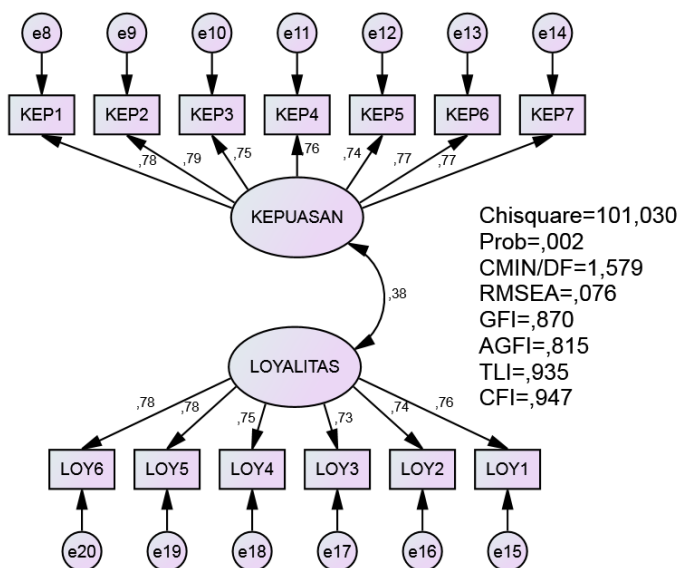 e8 e9 e10 e11 e12 e13 e14
KEP1 KEP2 KEP3 KEP4 KEP5 KEP6 KEP7
,78 ,79 ,75 ,76 ,74 ,77 ,77
KEPUASAN
Chisquare=101,030
Prob=,002
CMIN/DF=1,579
RMSEA=,076
GFI=,870
AGFI=,815
TLI=,935
CFI=,947
,38
LOYALITAS
,78 ,78 ,75 ,73 ,74 ,76
LOY6 LOY5 LOY4 LOY3 LOY2 LOY1
e20 e19 e18 e17 e16 e15